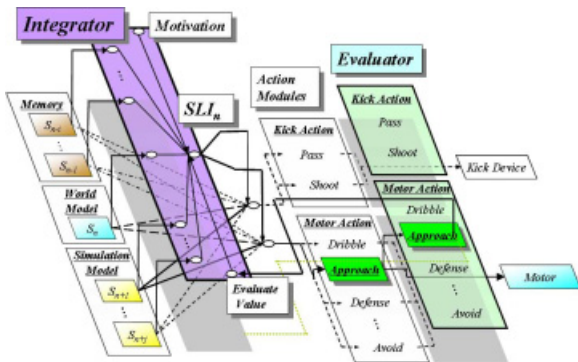 Integrator
Motivation
Evaluator
Memory
S_{n-i}
⋮
S_{n-1}
World
Model
S_n
Simulation
Model
S_{n+1}
⋮
S_{n+j}
SLI_n
Evaluate
Value
Action
Modules
Kick Action
Pass
⋮
Shoot
Motor Action
Dribble
Approach
Defense
⋮
Avoid
Kick Action
Pass
Shoot
Motor Action
Dribble
Approach
Defense
⋮
Avoid
Kick Device
Motor